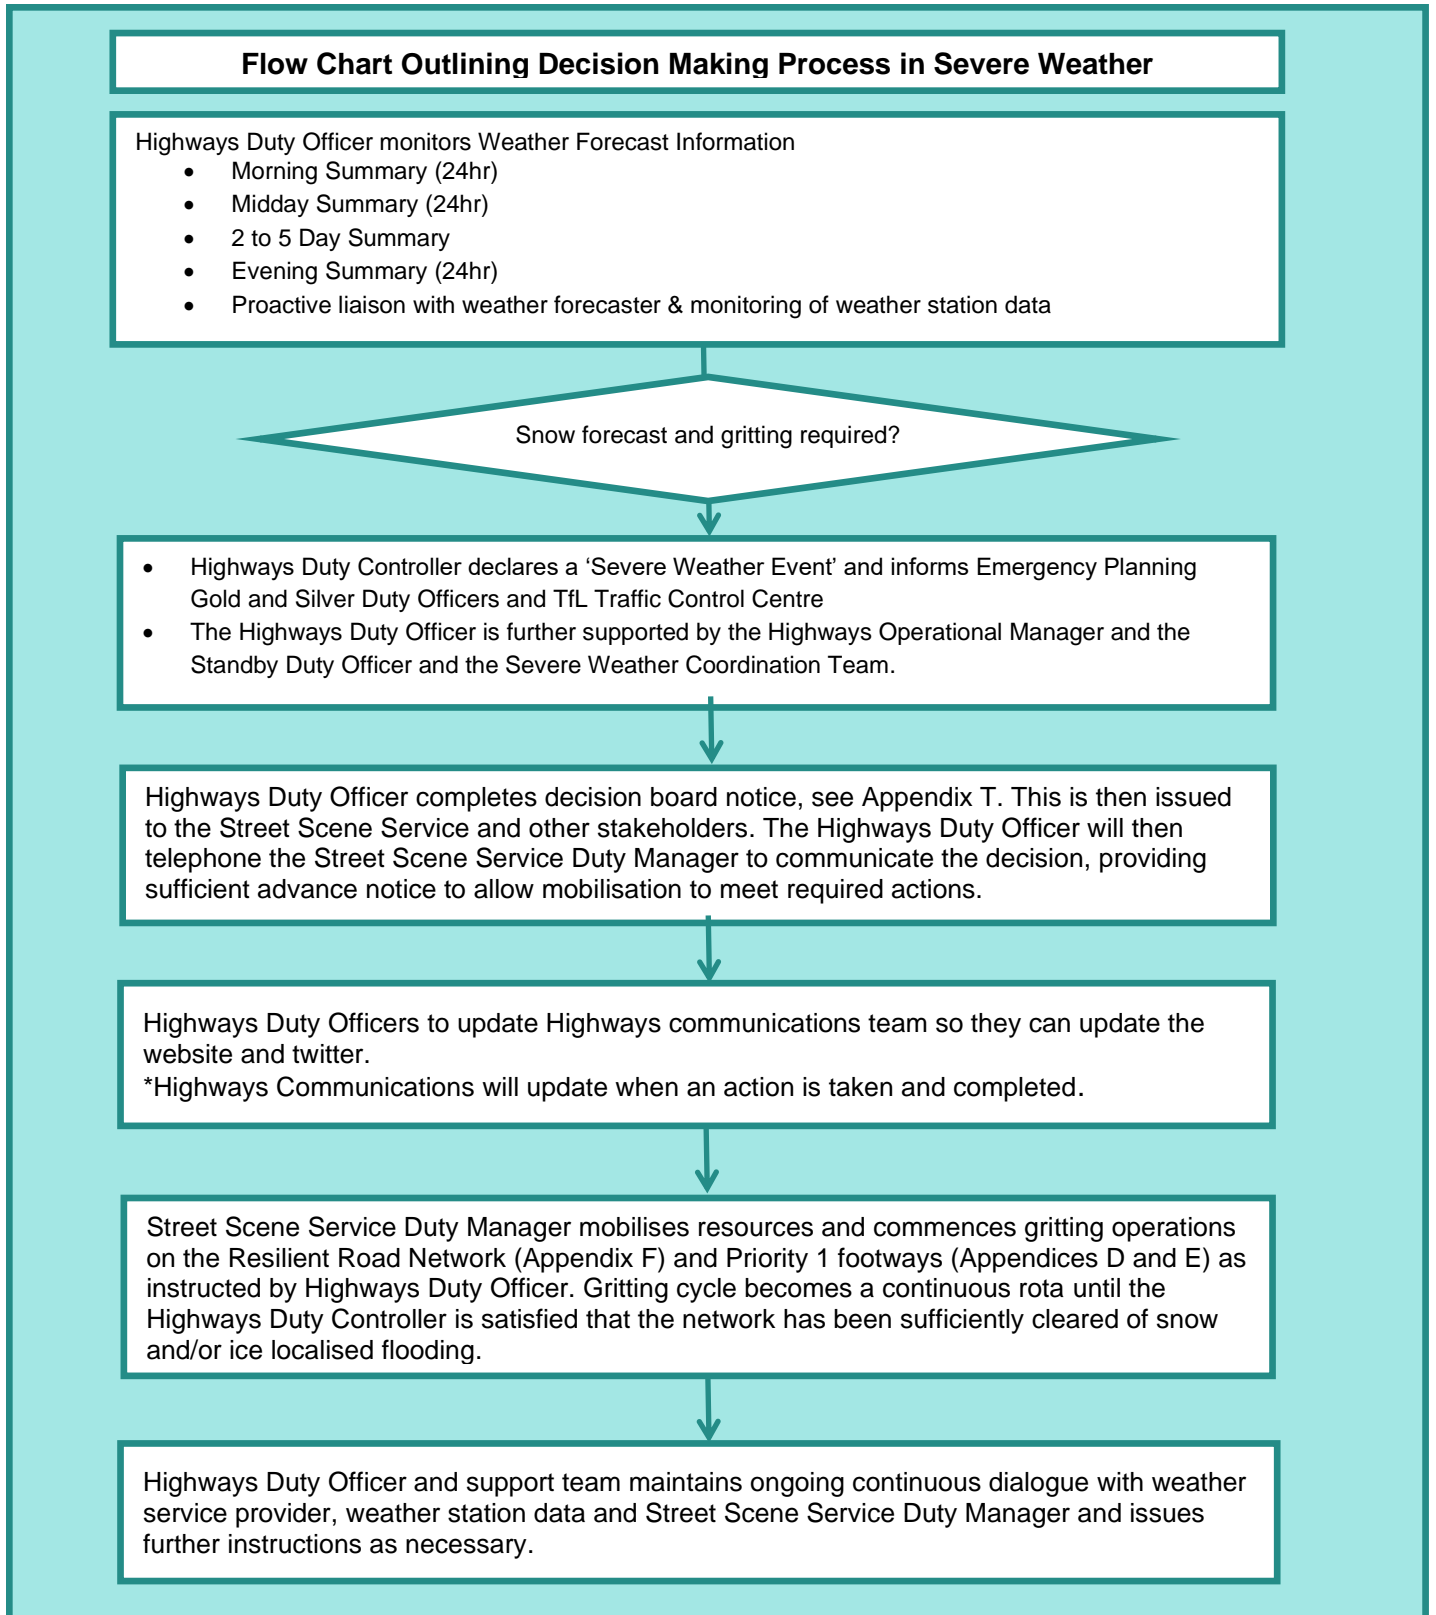 Flow Chart Outlining Decision Making Process in Severe Weather
Highways Duty Officer monitors Weather Forecast Information
• Morning Summary (24hr)
• Midday Summary (24hr)
• 2 to 5 Day Summary
• Evening Summary (24hr)
• Proactive liaison with weather forecaster & monitoring of weather station data
Snow forecast and gritting required?
• Highways Duty Controller declares a ‘Severe Weather Event’ and informs Emergency Planning
Gold and Silver Duty Officers and TfL Traffic Control Centre
• The Highways Duty Officer is further supported by the Highways Operational Manager and the
Standby Duty Officer and the Severe Weather Coordination Team.
Highways Duty Officer completes decision board notice, see Appendix T. This is then issued
to the Street Scene Service and other stakeholders. The Highways Duty Officer will then
telephone the Street Scene Service Duty Manager to communicate the decision, providing
sufficient advance notice to allow mobilisation to meet required actions.
Highways Duty Officers to update Highways communications team so they can update the
website and twitter.
*Highways Communications will update when an action is taken and completed.
Street Scene Service Duty Manager mobilises resources and commences gritting operations
on the Resilient Road Network (Appendix F) and Priority 1 footways (Appendices D and E) as
instructed by Highways Duty Officer. Gritting cycle becomes a continuous rota until the
Highways Duty Controller is satisfied that the network has been sufficiently cleared of snow
and/or ice localised flooding.
Highways Duty Officer and support team maintains ongoing continuous dialogue with weather
service provider, weather station data and Street Scene Service Duty Manager and issues
further instructions as necessary.